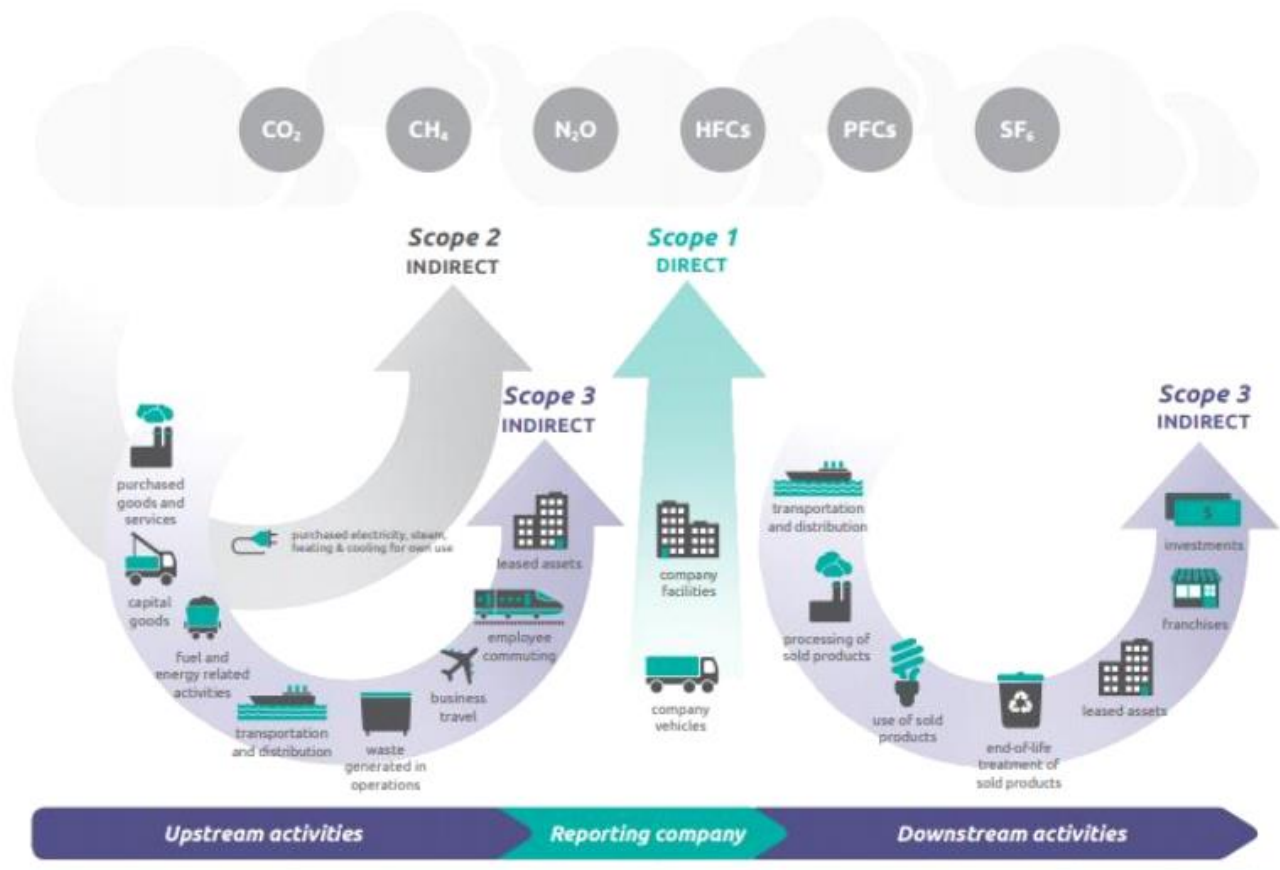 CO₂
CH₄
N₂O
HFCs
PFCs
SF₆
Scope 2
INDIRECT
Scope 1
DIRECT
Scope 3
INDIRECT
Scope 3
INDIRECT
purchased
goods and
services
capital
goods
fuel and
energy related
activities
transportation
and distribution
waste
generated in
operations
business
travel
employee
commuting
leased assets
purchased electricity, steam,
heating & cooling for own use
company
facilities
company
vehicles
transportation
and distribution
processing of
sold products
use of sold
products
end-of-life
treatment of
sold products
leased assets
franchises
investments
$
Upstream activities
Reporting company
Downstream activities